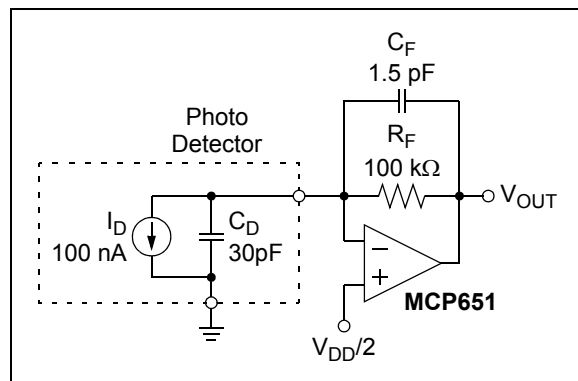 C_F
1.5 pF
Photo
Detector
R_F
100 kΩ
V_OUT
I_D
100 nA
C_D
30pF
−
+
MCP651
V_DD/2